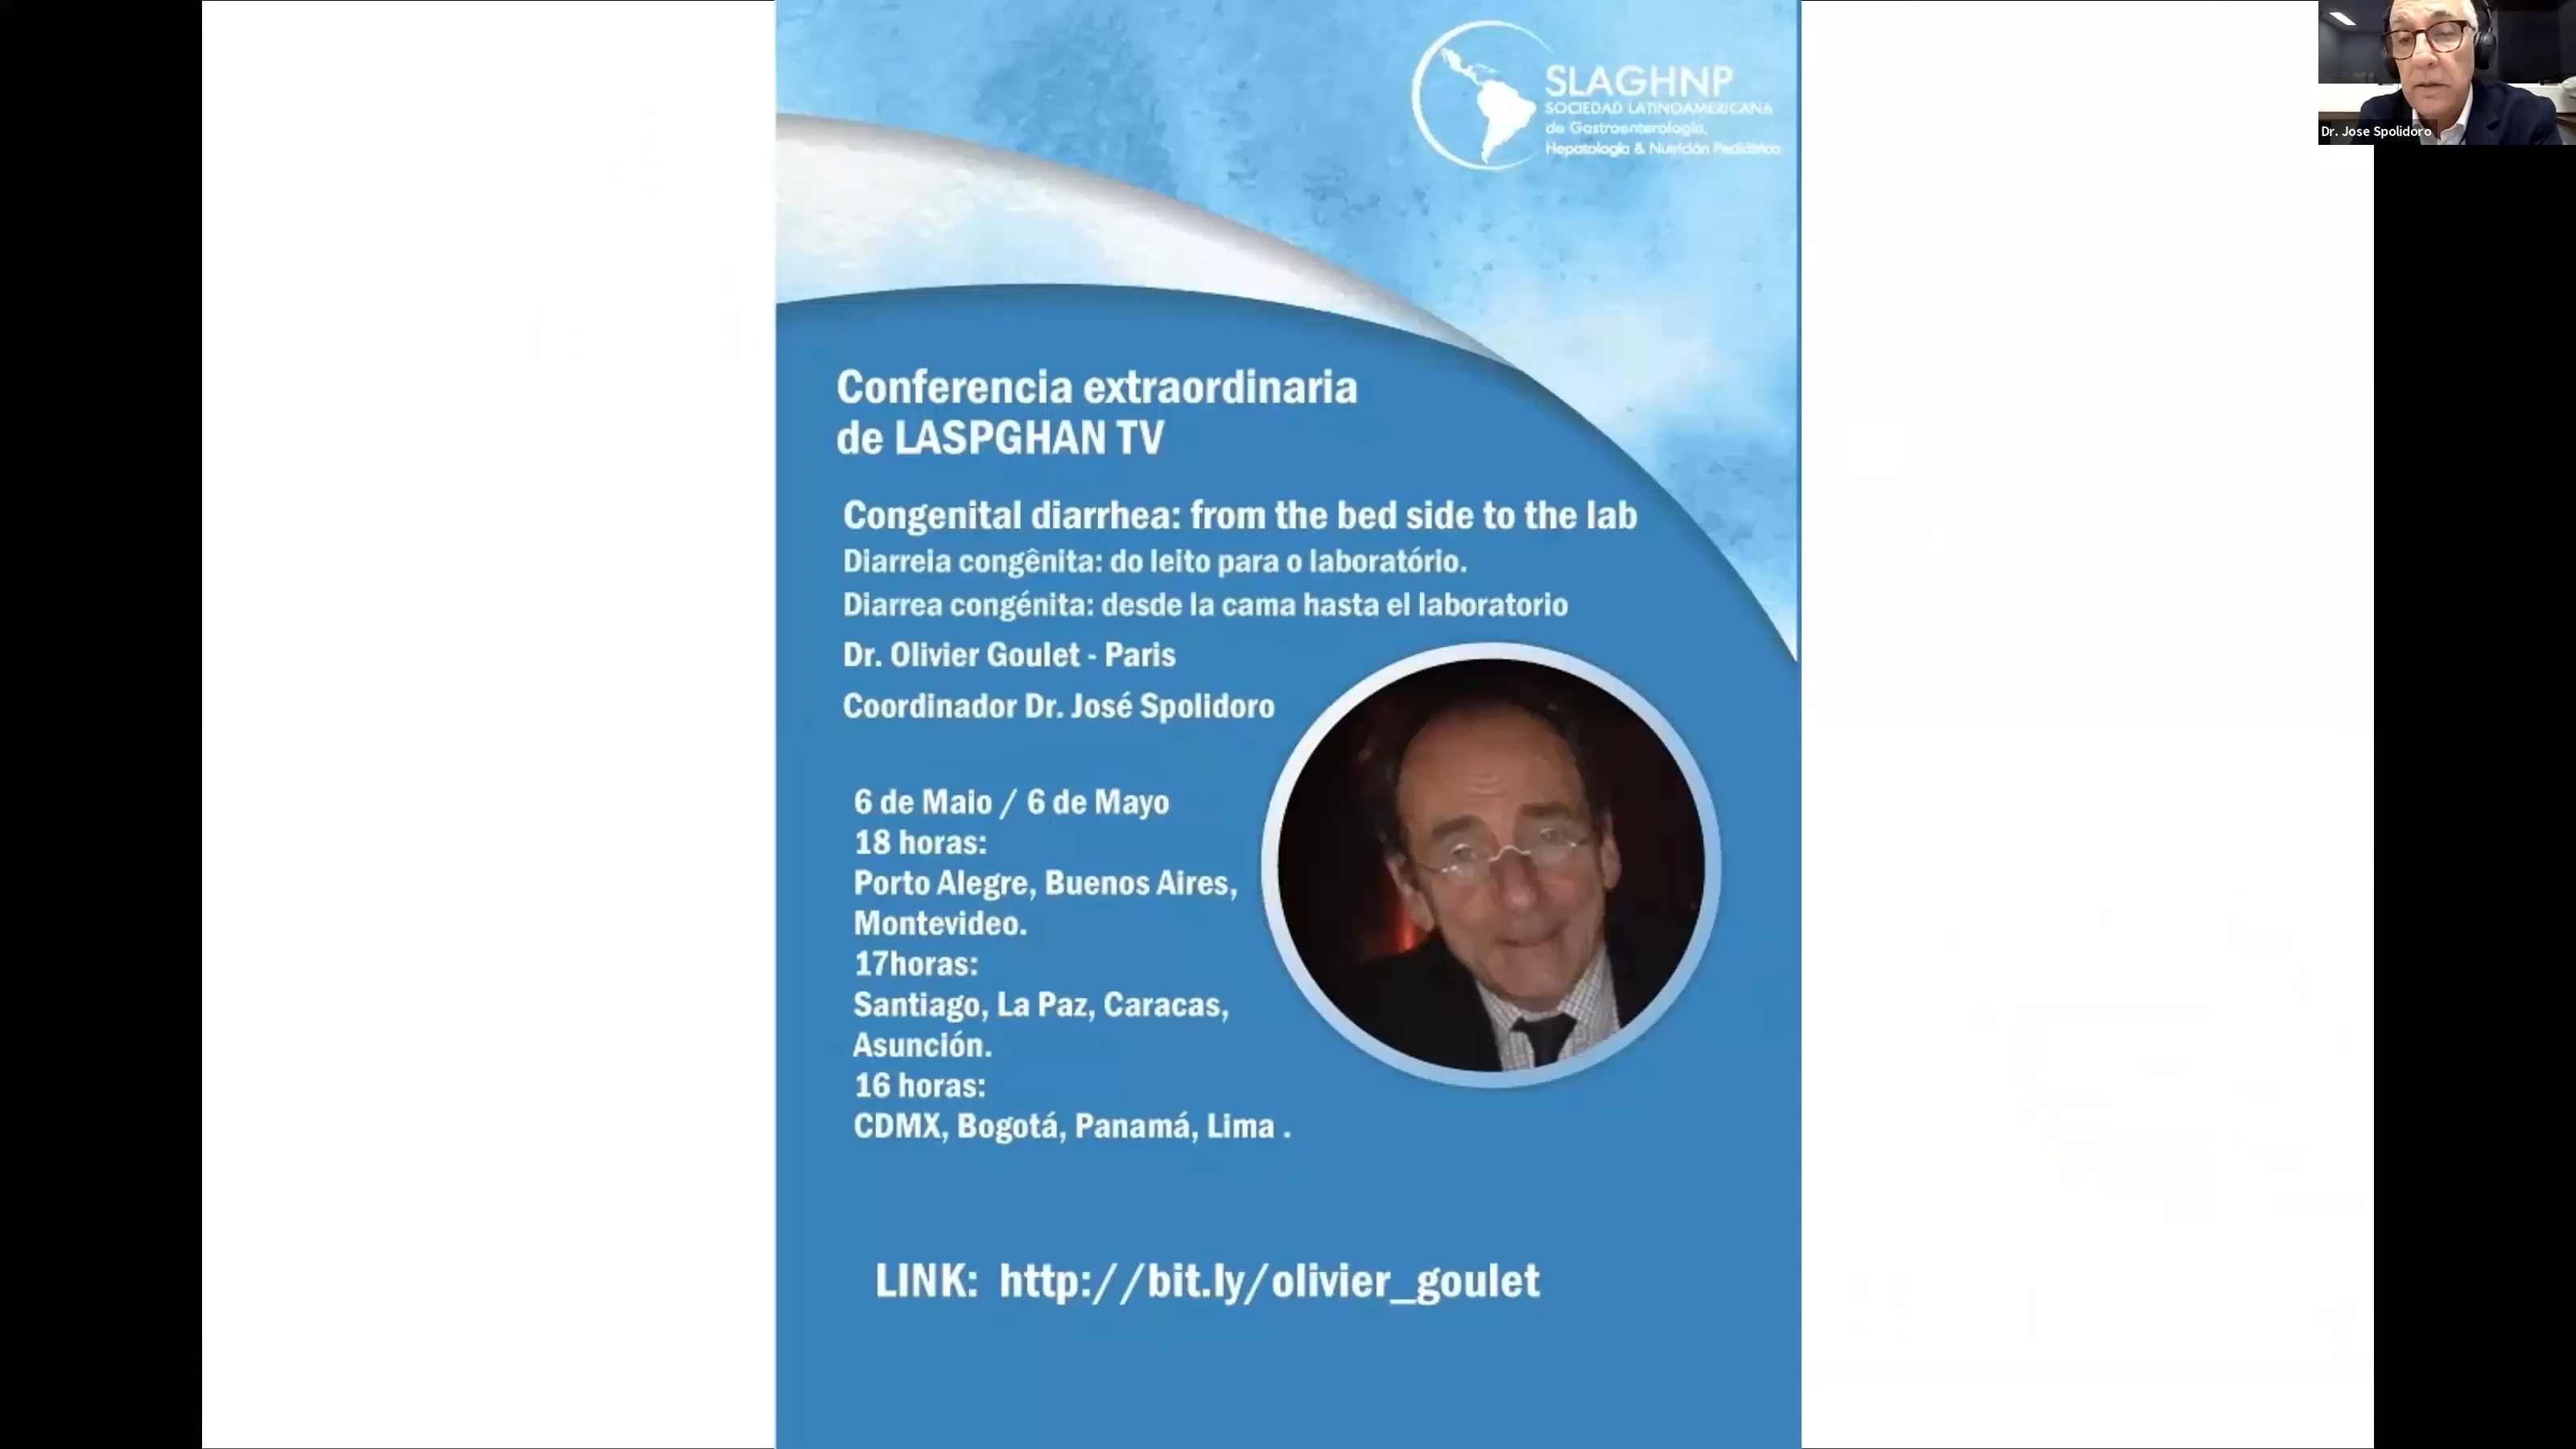 SLAGHNP
SOCIEDAD LATINOAMERICANA
de Gastroenterología,
Hepatología & Nutrición Pediátrica
Dr. Jose Spolidoro
Conferencia extraordinaria
de LASPGHAN TV
Congenital diarrhea: from the bed side to the lab
Diarreia congênita: do leito para o laboratório.
Diarrea congénita: desde la cama hasta el laboratorio
Dr. Olivier Goulet - Paris
Coordinador Dr. José Spolidoro
6 de Maio / 6 de Mayo
18 horas:
Porto Alegre, Buenos Aires,
Montevideo.
17horas:
Santiago, La Paz, Caracas,
Asunción.
16 horas:
CDMX, Bogotá, Panamá, Lima .
LINK: http://bit.ly/olivier_goulet